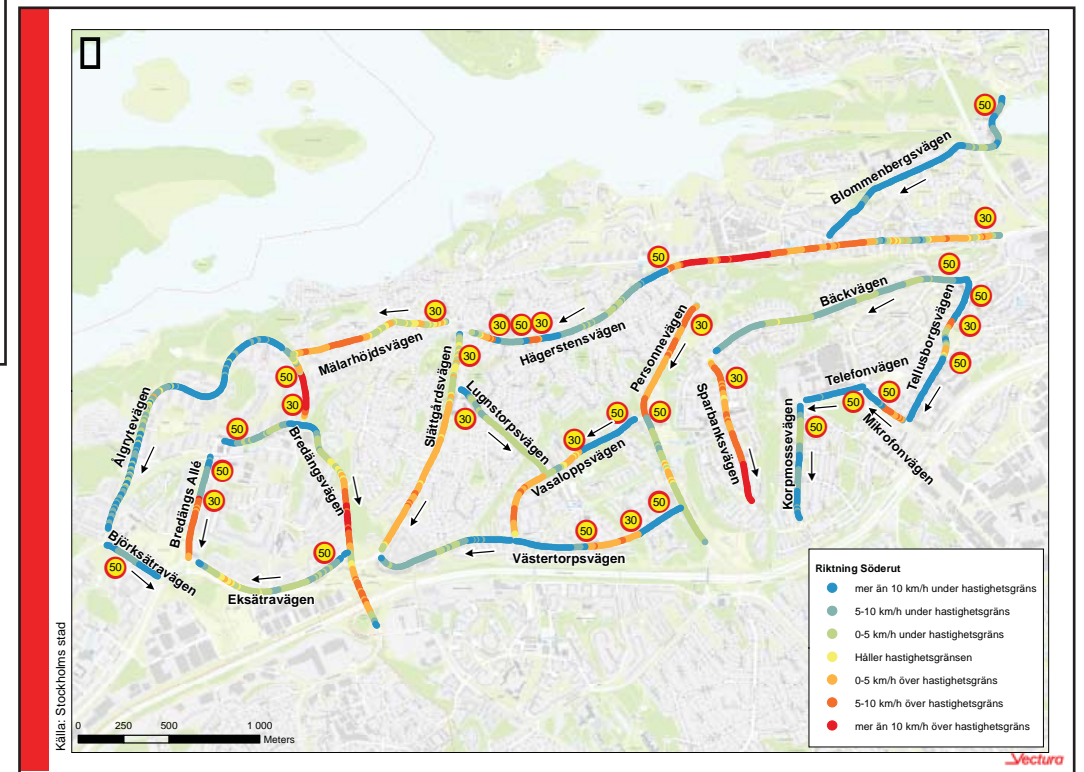 50
Blommenbergsvägen
30
50
50
Bäckvägen
50
Tellusborgsvägen
30
50
30
30 50 30
Hägerstensvägen
Mälarhöjdsvägen
Personnevägen
30
30
Slättgårdsvägen
50
30
Lugnstorpsvägen
30
Sparbanksvägen
30
Telefonvägen
50
50
Mikrofonvägen
Korpmossevägen
50
50
50
30
Vasaloppsvägen
Ålgrytevägen
50
Bredängsvägen
50
Bredängs Allé
30
50
30
50
Västertorpsvägen
Björksätravägen
50
50
Eksätravägen
Riktning Söderut
mer än 10 km/h under hastighetsgräns
5-10 km/h under hastighetsgräns
0-5 km/h under hastighetsgräns
Håller hastighetsgränsen
0-5 km/h över hastighetsgräns
5-10 km/h över hastighetsgräns
mer än 10 km/h över hastighetsgräns
Källa: Stockholms stad
0 250 500 1 000
Meters
Vectura